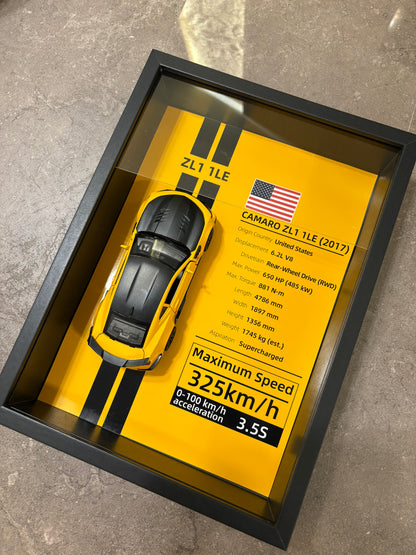 ZL1 1LE
CAMARO ZL1 1LE (2017)
Origin Country United States
Displacement 6.2L V8
Drivetrain Rear-Wheel Drive (RWD)
Max. Power 650 HP (485 kW)
Max. Torque 881 N·m
Length 4786 mm
Width 1897 mm
Height 1356 mm
Weight 1745 kg (est.)
Aspiration Supercharged
Maximum Speed
325km/h
0-100 km/h
acceleration 3.5S